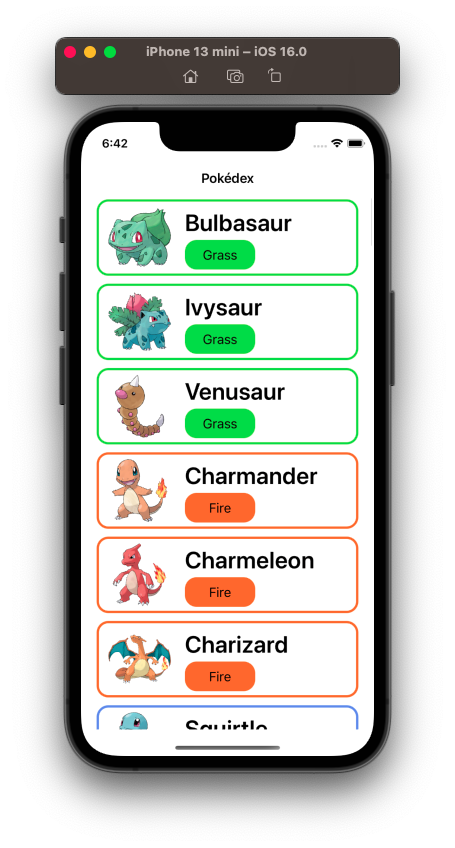 iPhone 13 mini – iOS 16.0
6:42
Pokédex
Bulbasaur
Grass
Ivysaur
Grass
Venusaur
Grass
Charmander
Fire
Charmeleon
Fire
Charizard
Fire
Squirtle